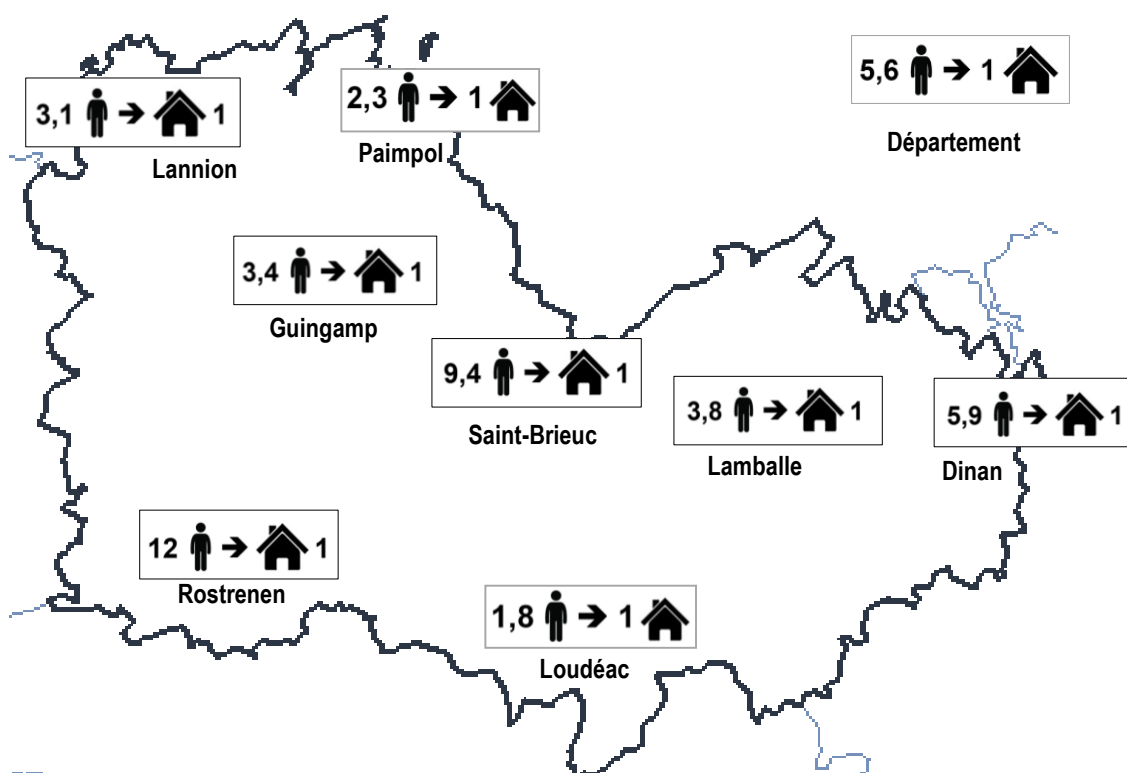 5,6 → 1
Département
3,1 → 1
Lannion
2,3 → 1
Paimpol
3,4 → 1
Guingamp
9,4 → 1
Saint-Brieuc
3,8 → 1
Lamballe
5,9 → 1
Dinan
12 → 1
Rostrenen
1,8 → 1
Loudéac